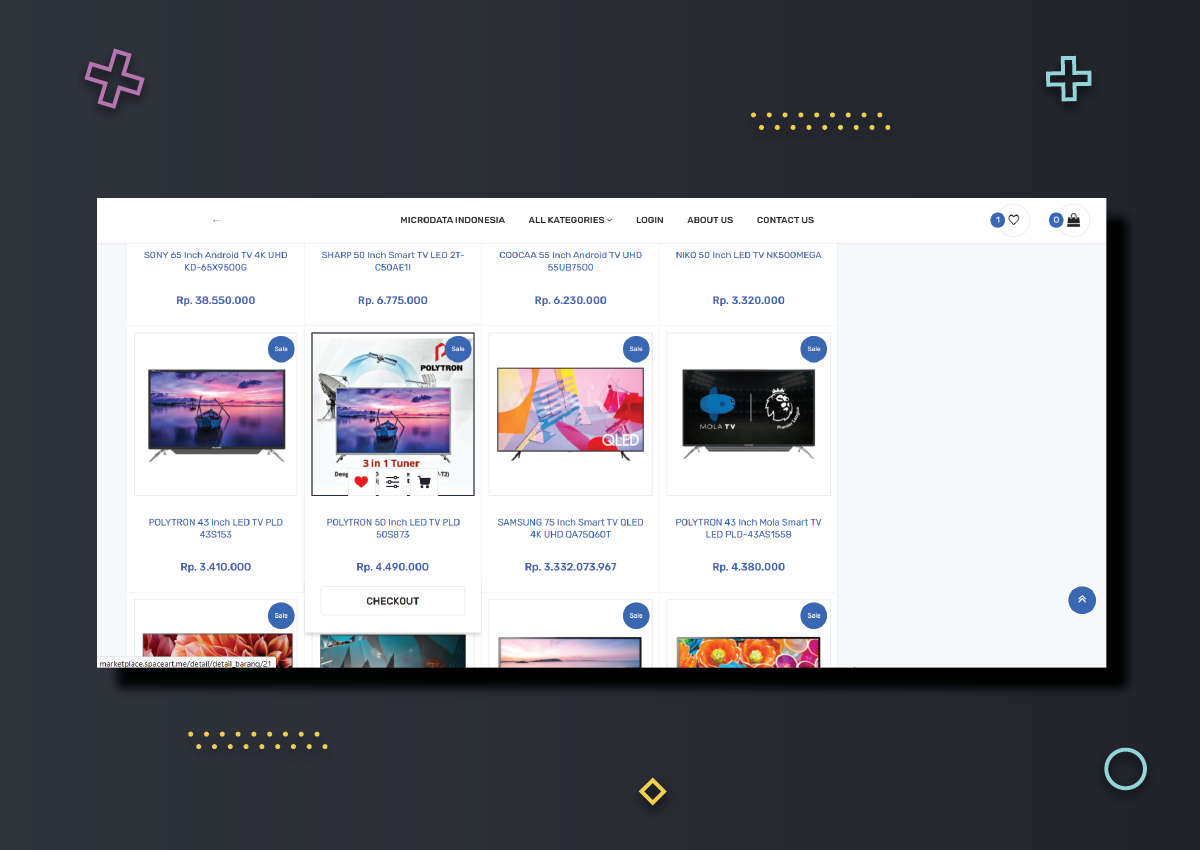 ←
MICRODATA INDONESIA
ALL KATEGORIES
LOGIN
ABOUT US
CONTACT US
1
0
SONY 65 Inch Android TV 4K UHD
KD-65X9500G
Rp. 38.550.000
SHARP 50 Inch Smart TV LED 2T-
C50AE1I
Rp. 6.775.000
COOCAA 55 Inch Android TV UHD
55UB7500
Rp. 6.230.000
NIKO 50 Inch LED TV NK500MEGA
Rp. 3.320.000
Sale
POLYTRON 43 Inch LED TV PLD
43S153
Rp. 3.410.000
Sale
POLYTRON
3 in 1 Tuner
POLYTRON 50 Inch LED TV PLD
50S873
Rp. 4.490.000
CHECKOUT
Sale
QLED
SAMSUNG 75 Inch Smart TV QLED
4K UHD QA75Q60T
Rp. 3.332.073.967
Sale
MOLA TV
Premier League
POLYTRON 43 Inch Mola Smart TV
LED PLD-43AS1558
Rp. 4.380.000
Sale
Sale
Sale
marketplace.spaceart.me/detail/detail_barang/21